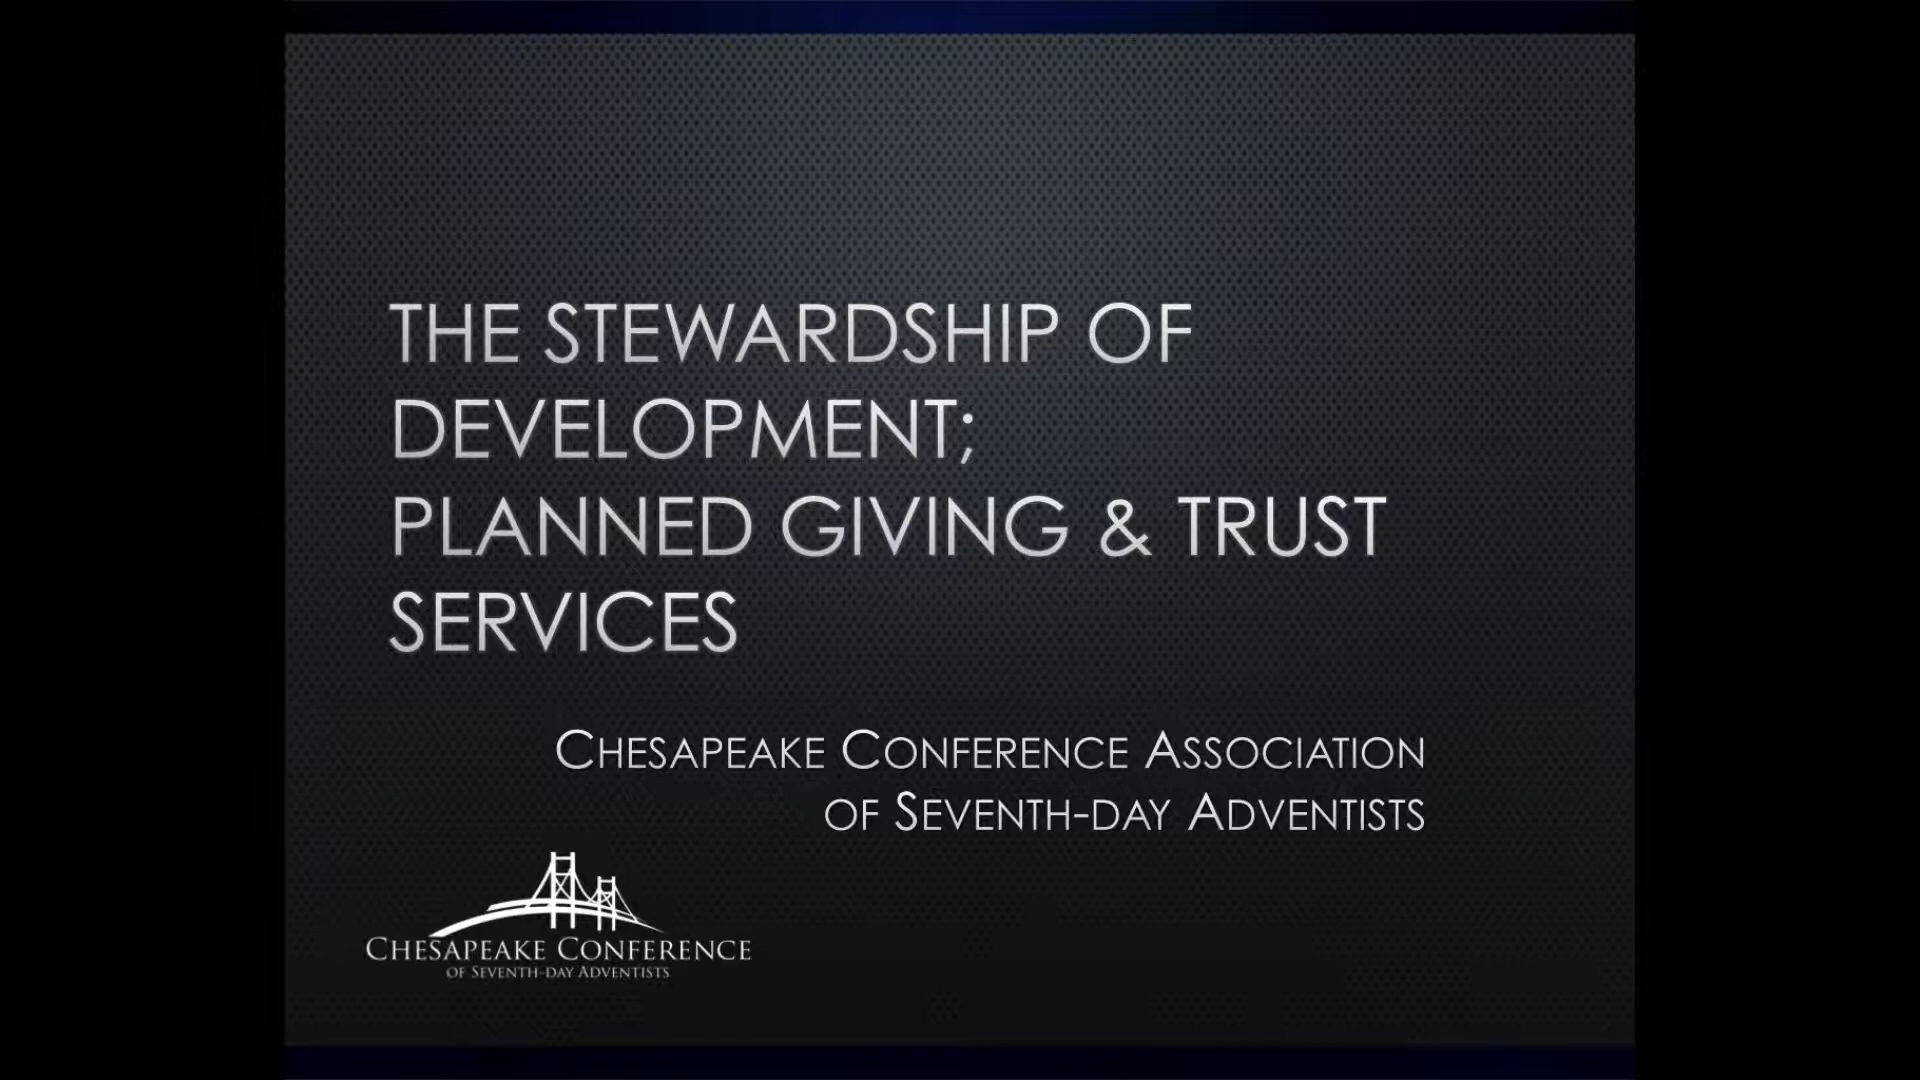 THE STEWARDSHIP OF
DEVELOPMENT;
PLANNED GIVING & TRUST
SERVICES
CHESAPEAKE CONFERENCE ASSOCIATION
OF SEVENTH-DAY ADVENTISTS
CHESAPEAKE CONFERENCE
OF SEVENTH-DAY ADVENTISTS